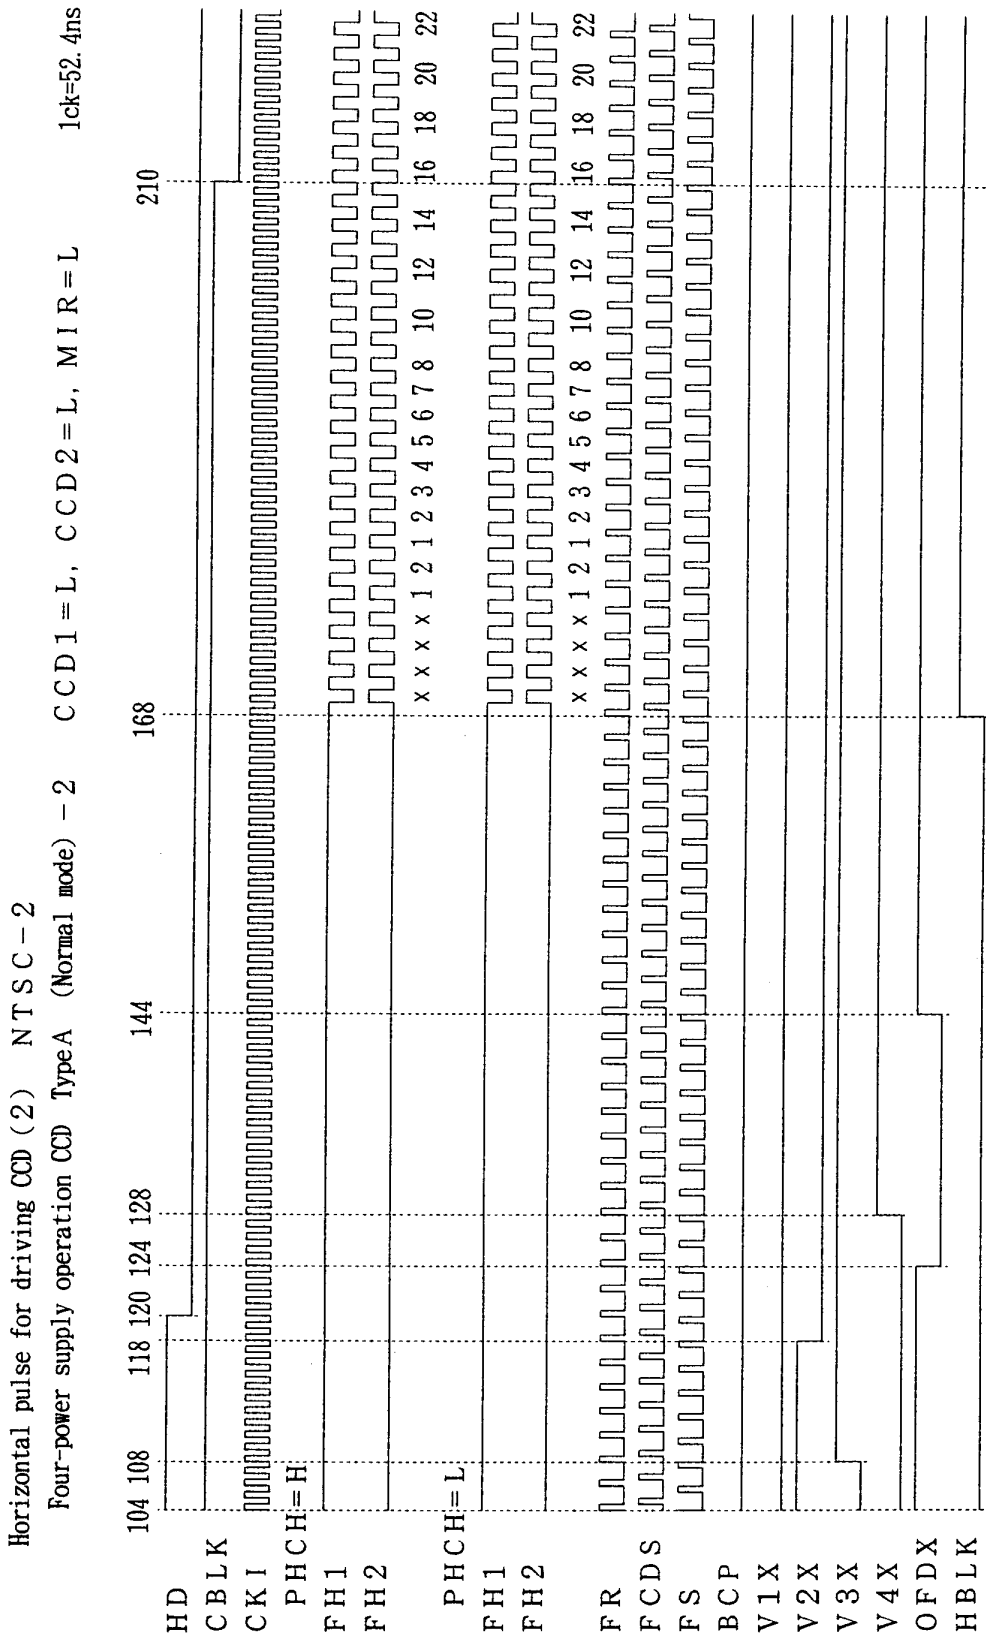 Horizontal pulse for driving CCD (2) NTSC-2
Four-power supply operation CCD Type A (Normal mode) -2 CCD1=L, CCD2=L, MIR=L 1ck=52.4ns
104 108 118 120 124 128 144 168 210
HD
CBLK
CKI
PHCH=H
FH1
FH2
x x x x 1 2 1 2 3 4 5 6 7 8 10 12 14 16 18 20 22
PHCH=L
FH1
FH2
x x x x 1 2 1 2 3 4 5 6 7 8 10 12 14 16 18 20 22
FR
FCDS
FS
BCP
V1X
V2X
V3X
V4X
OFDX
HBLK